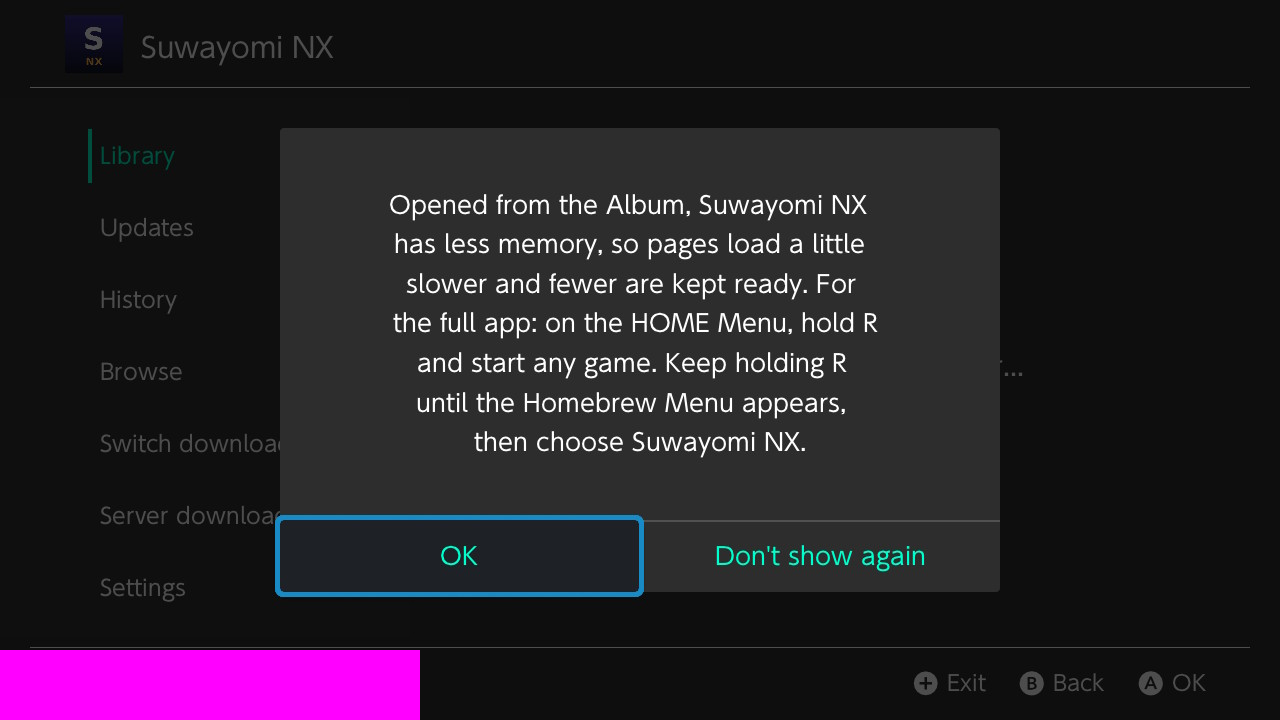 S
NX
Suwayomi NX
Library
Updates
History
Browse
Switch downloa
Server downloa
Settings
Opened from the Album, Suwayomi NX
has less memory, so pages load a little
slower and fewer are kept ready. For
the full app: on the HOME Menu, hold R
and start any game. Keep holding R
until the Homebrew Menu appears,
then choose Suwayomi NX.
OK
Don't show again
+ Exit
B Back
A OK